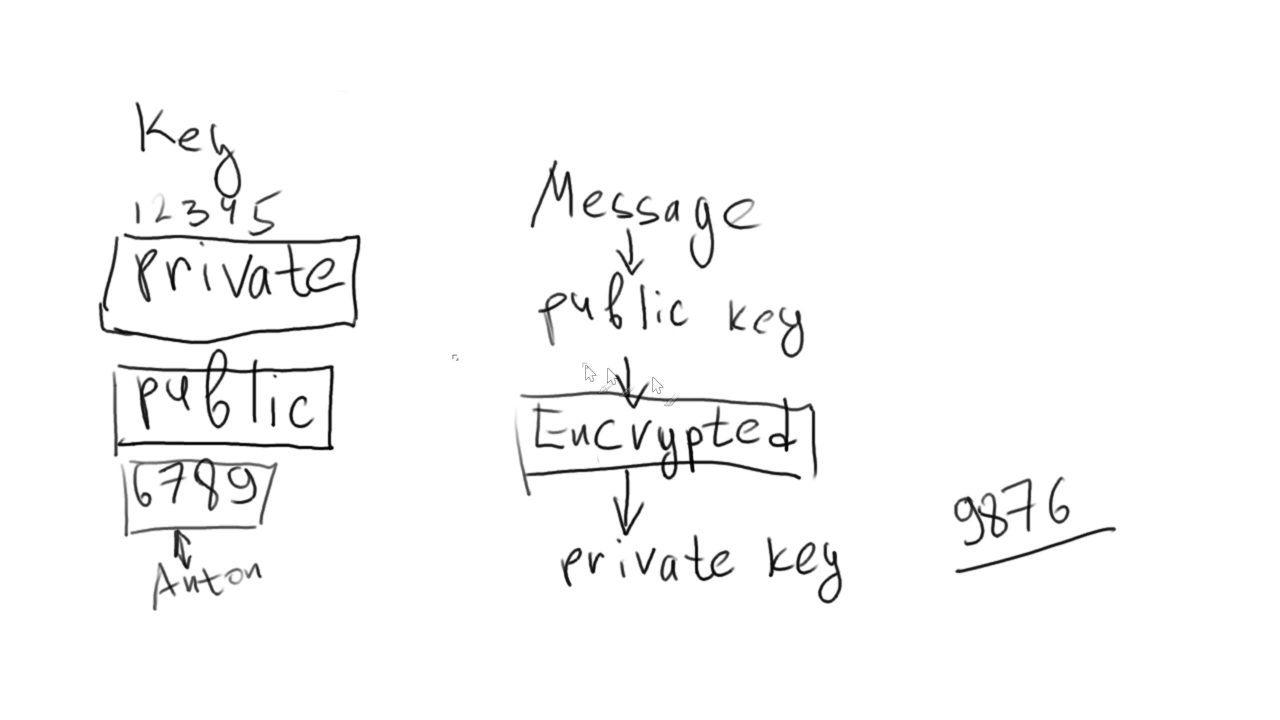 Key
12345
private
public
6789
Anton
Message
public key
Encrypted
private key
9876